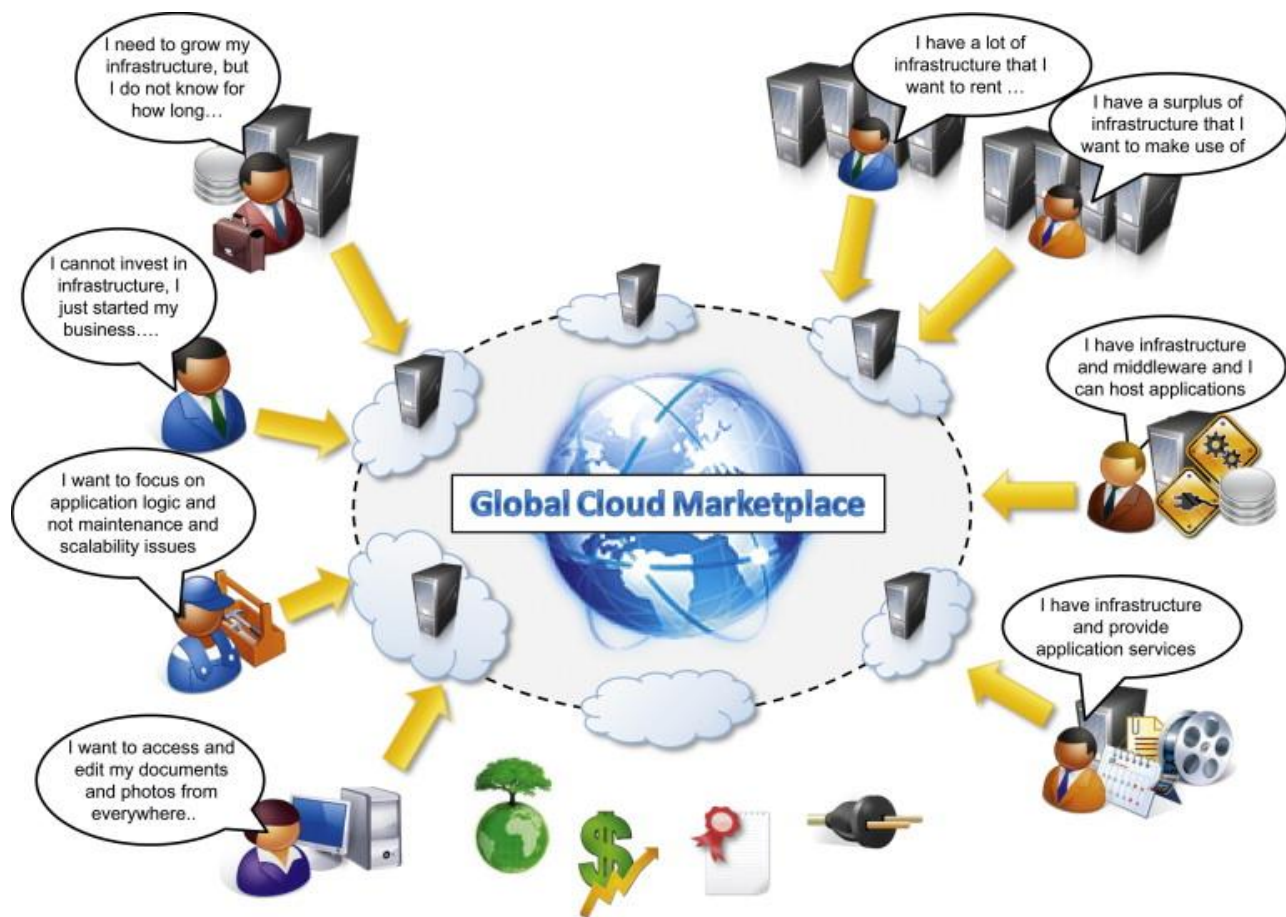 I need to grow my
infrastructure, but
I do not know for
how long…
I have a lot of
infrastructure that I
want to rent …
I have a surplus of
infrastructure that I
want to make use of
I cannot invest in
infrastructure, I
just started my
business….
I have infrastructure
and middleware and I
can host applications
I want to focus on
application logic and
not maintenance and
scalability issues
Global Cloud Marketplace
I have infrastructure
and provide
application services
I want to access and
edit my documents
and photos from
everywhere..